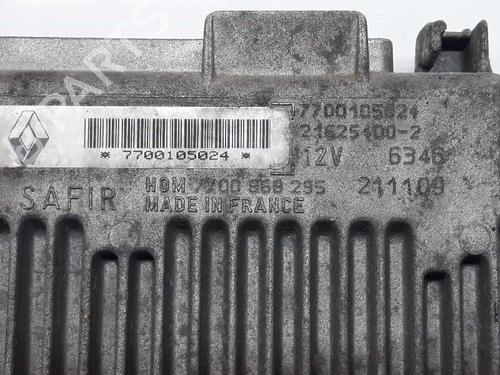 7700105024
21625400-2
* 7700105024 *
12V 6346
SAFIR HOM 7700 869 295 211109
MADE IN FRANCE